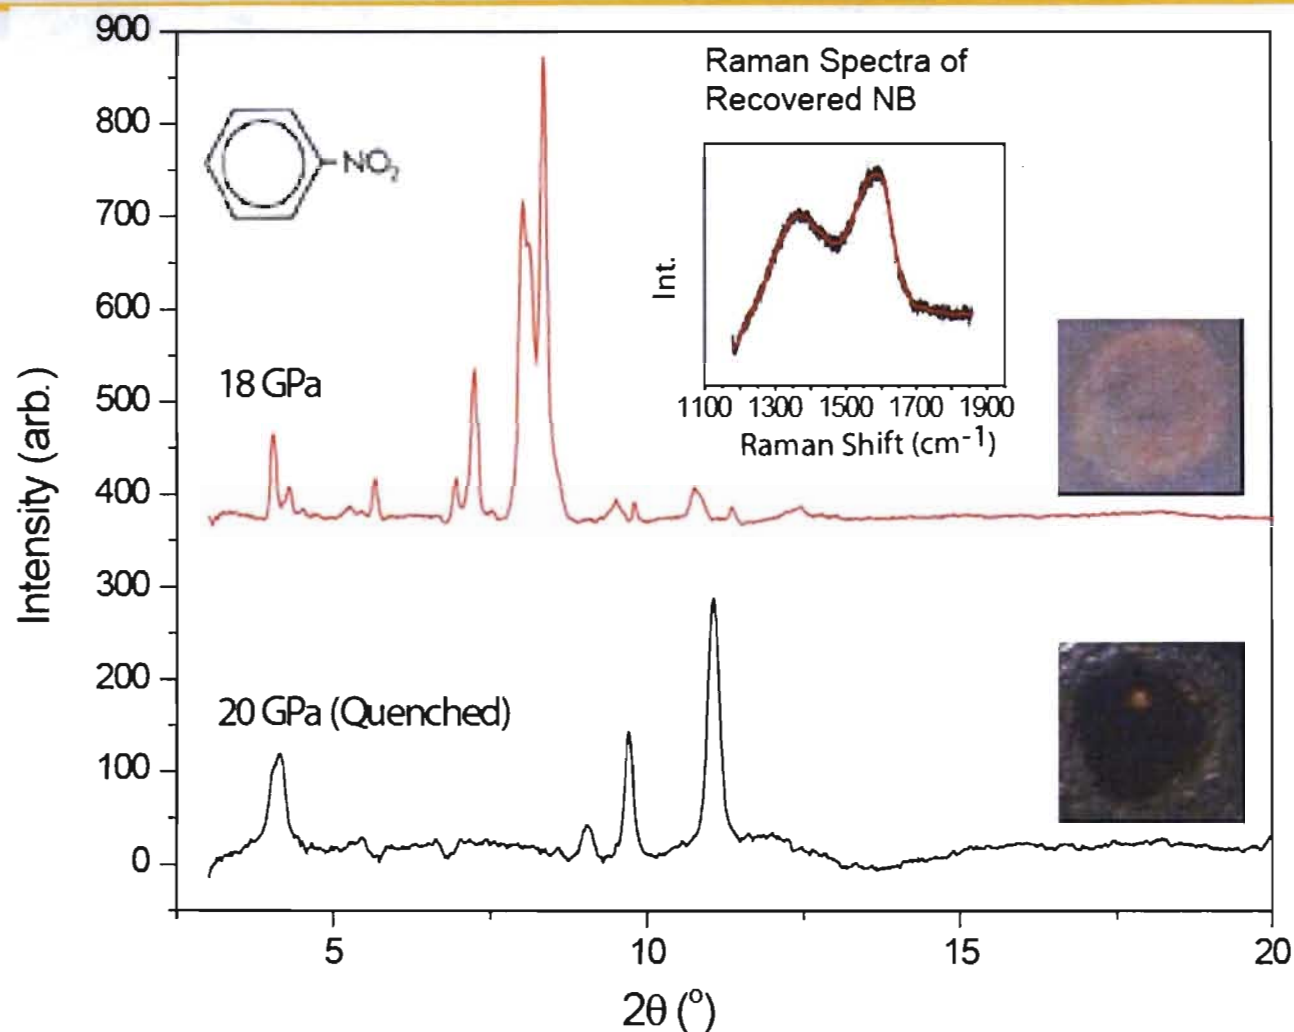 900
800
700
600
500
400
300
200
100
0
Intensity (arb.)
NO₂
18 GPa
20 GPa (Quenched)
Raman Spectra of
Recovered NB
Int.
1100 1300 1500 1700 1900
Raman Shift (cm⁻¹)
5 10 15 20
2θ (°)